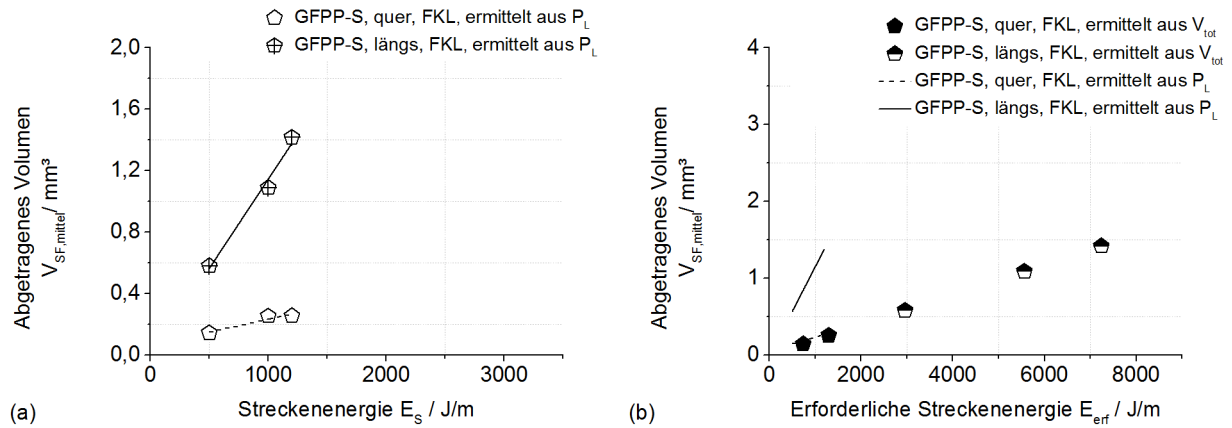 GFPP-S, quer, FKL, ermittelt aus P_L
GFPP-S, längs, FKL, ermittelt aus P_L
2,0
1,6
1,2
0,8
0,4
0,0
0
1000
2000
3000
Abgetragenes Volumen
V_SF,mittel / mm³
Streckenenergie E_S / J/m
(a)
GFPP-S, quer, FKL, ermittelt aus V_tot
GFPP-S, längs, FKL, ermittelt aus V_tot
GFPP-S, quer, FKL, ermittelt aus P_L
GFPP-S, längs, FKL, ermittelt aus P_L
4
3
2
1
0
0
2000
4000
6000
8000
Abgetragenes Volumen
V_SF,mittel / mm³
Erforderliche Streckenenergie E_erf / J/m
(b)